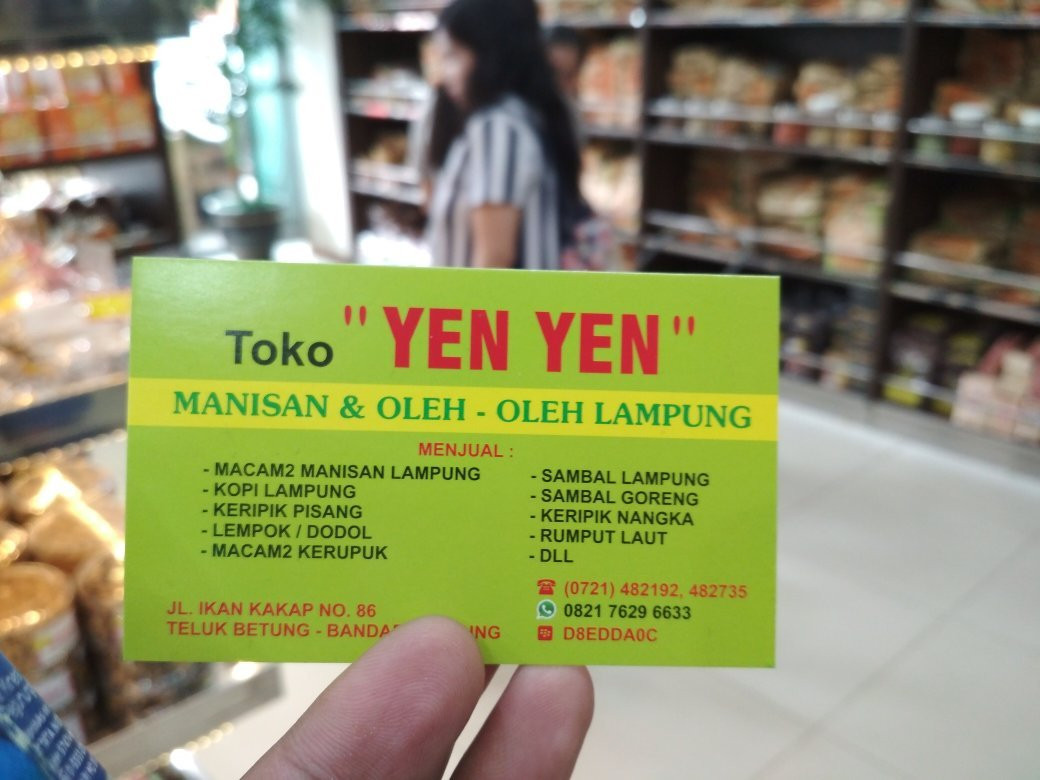 Toko "YEN YEN"
MANISAN & OLEH - OLEH LAMPUNG
MENJUAL :
- MACAM2 MANISAN LAMPUNG
- KOPI LAMPUNG
- KERIPIK PISANG
- LEMPOK / DODOL
- MACAM2 KERUPUK
- SAMBAL LAMPUNG
- SAMBAL GORENG
- KERIPIK NANGKA
- RUMPUT LAUT
- DLL
JL. IKAN KAKAP NO. 86
TELUK BETUNG -
(0721) 482192, 482735
0821 7629 6633
D8EDDA0C